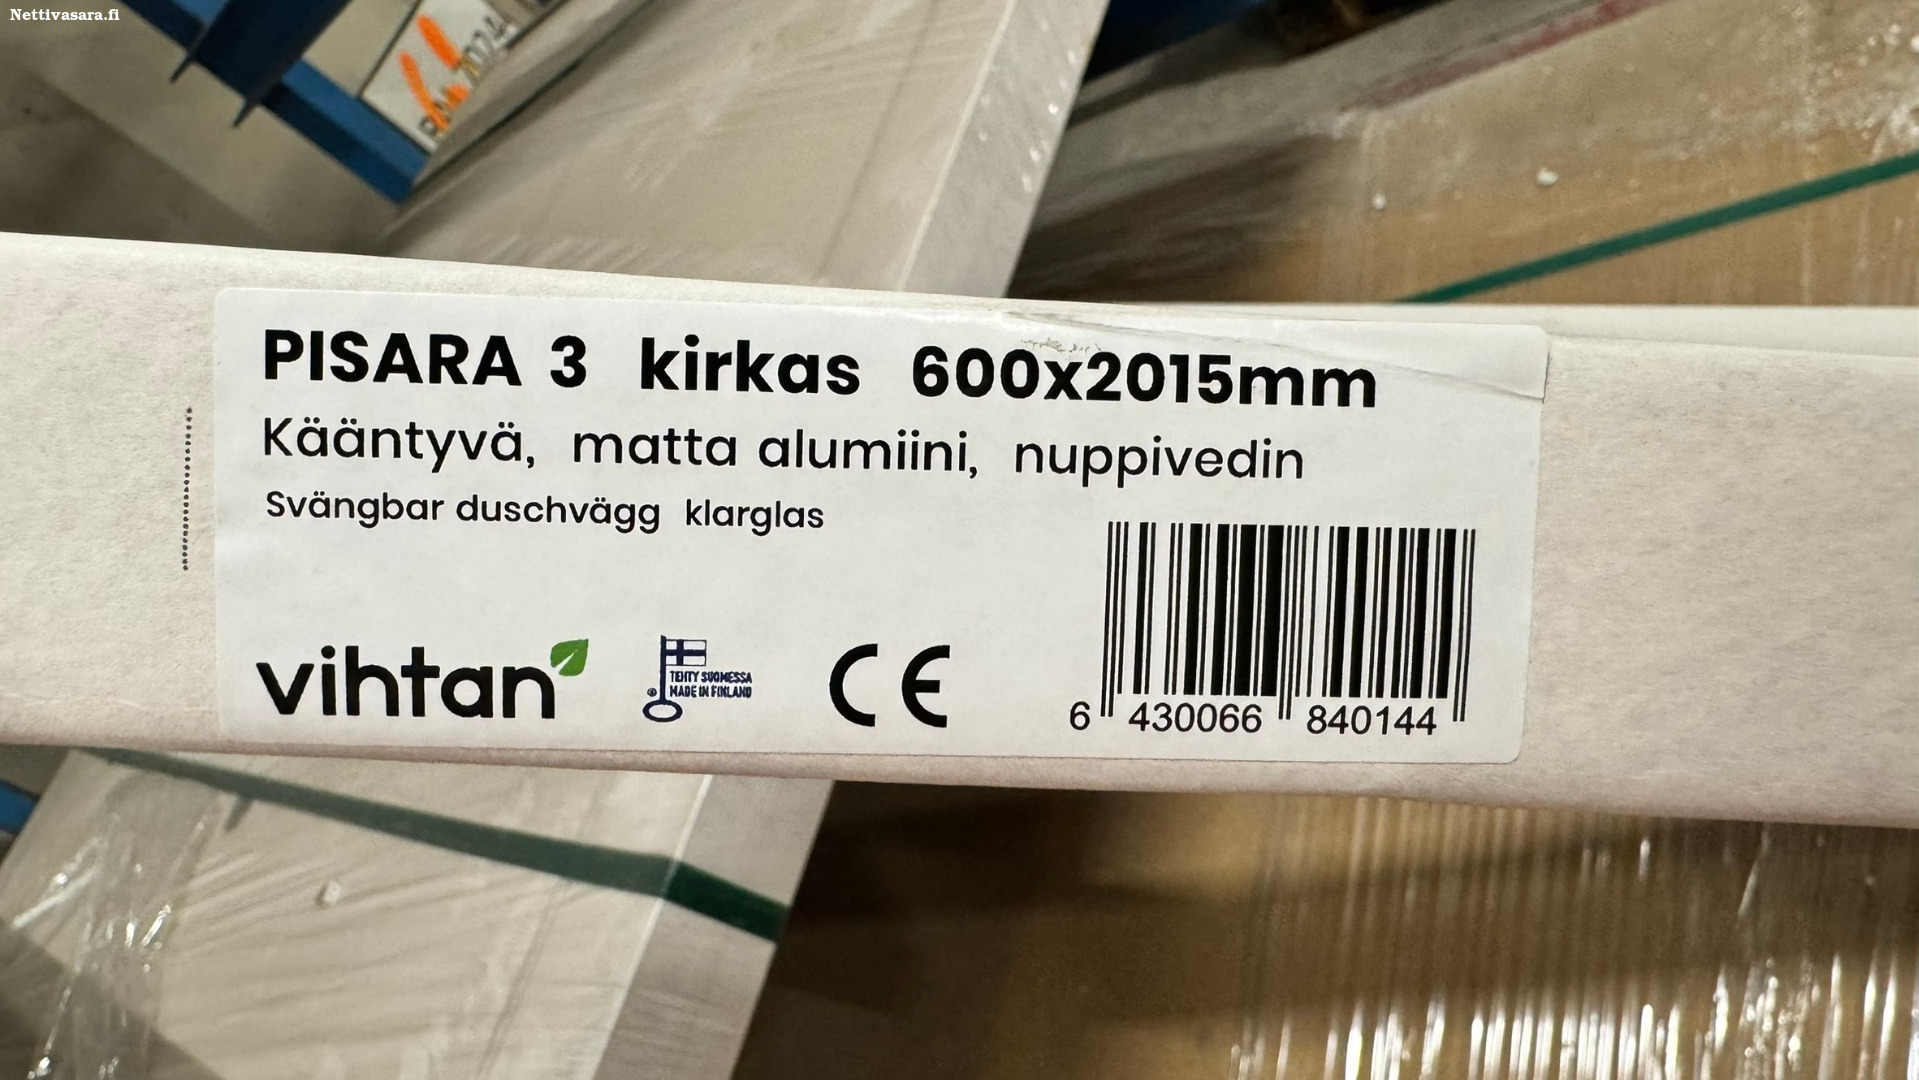 Nettivasara.fi
PISARA 3 kirkas 600x2015mm
Kääntyvä, matta alumiini, nuppivedin
Svängbar duschvägg klarglas
vihtan
TEHTY SUOMESSA
MADE IN FINLAND
CE
6 430066 840144